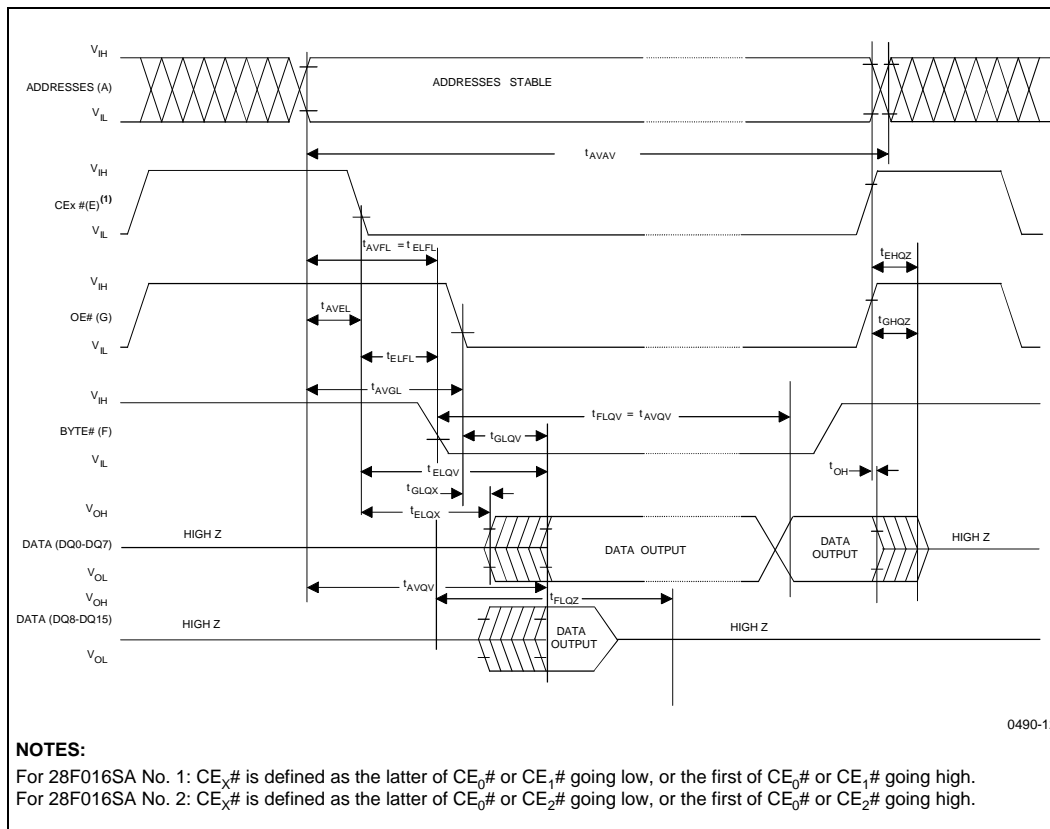 VIH
ADDRESSES (A)
VIL
ADDRESSES STABLE
tAVAV
VIH
CEx #(E)(1)
VIL
tAVFL = tELFL
tEHQZ
VIH
OE# (G)
VIL
tAVEL
tGHQZ
tELFL
tAVGL
VIH
BYTE# (F)
VIL
tFLQV = tAVQV
tGLQV
tELQV
tOH
tGLQX
tELQX
VOH
DATA (DQ0-DQ7)
VOL
HIGH Z
DATA OUTPUT
DATA
OUTPUT
HIGH Z
tAVQV
VOH
tFLQZ
DATA (DQ8-DQ15)
VOL
HIGH Z
DATA
OUTPUT
HIGH Z
NOTES:
For 28F016SA No. 1: CEX# is defined as the latter of CE0# or CE1# going low, or the first of CE0# or CE1# going high.
For 28F016SA No. 2: CEX# is defined as the latter of CE0# or CE2# going low, or the first of CE0# or CE2# going high.